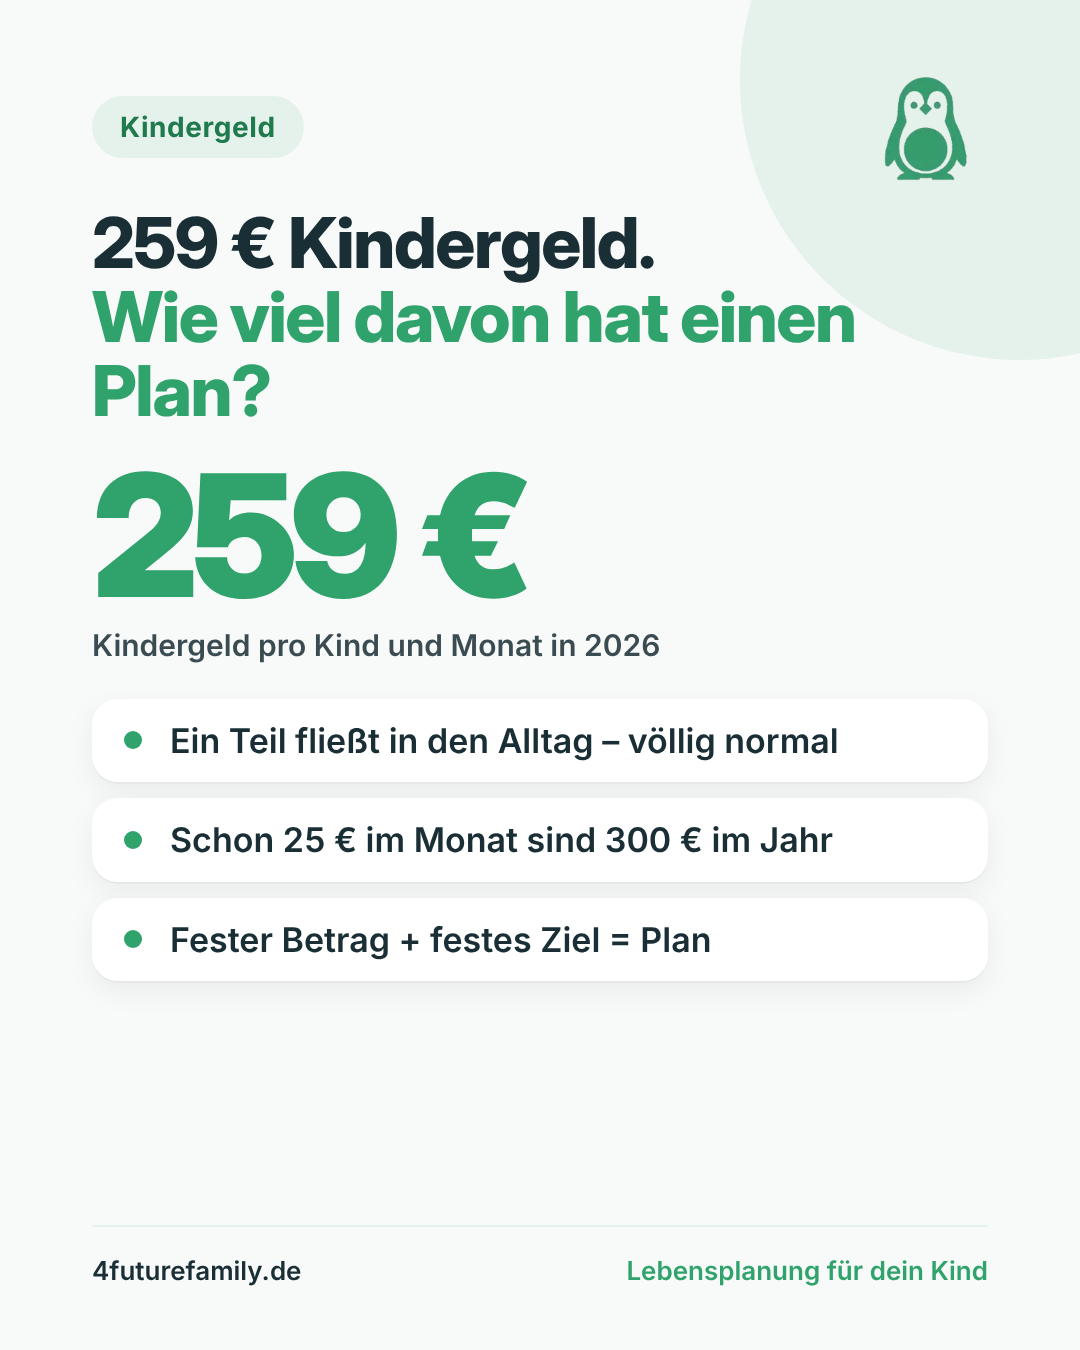 Kindergeld
259 € Kindergeld.
Wie viel davon hat einen
Plan?
259 €
Kindergeld pro Kind und Monat in 2026
Ein Teil fließt in den Alltag – völlig normal
Schon 25 € im Monat sind 300 € im Jahr
Fester Betrag + festes Ziel = Plan
4futurefamily.de
Lebensplanung für dein Kind